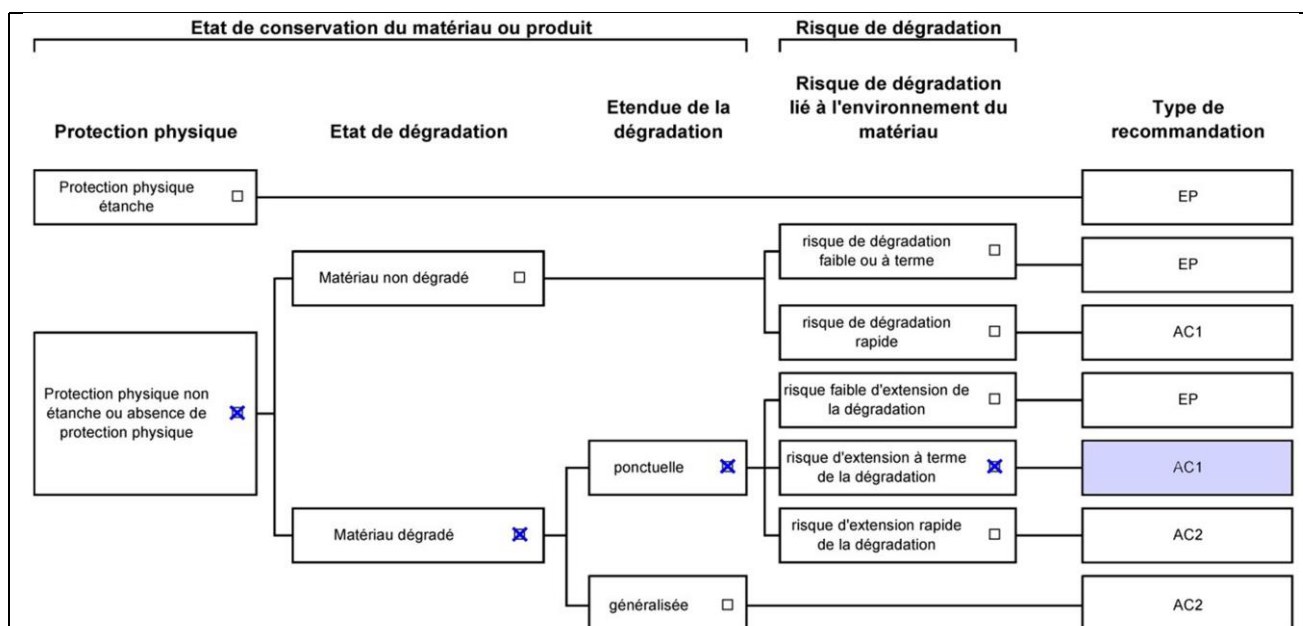 Etat de conservation du matériau ou produit
Risque de dégradation
Protection physique
Etat de dégradation
Etendue de la
dégradation
Risque de dégradation
lié à l'environnement du
matériau
Type de
recommandation
Protection physique
étanche
EP
Matériau non dégradé
risque de dégradation
faible ou à terme
EP
risque de dégradation
rapide
AC1
Protection physique non
étanche ou absence de
protection physique
risque faible d'extension de
la dégradation
EP
ponctuelle
risque d'extension à terme
de la dégradation
AC1
Matériau dégradé
risque d'extension rapide
de la dégradation
AC2
généralisée
AC2